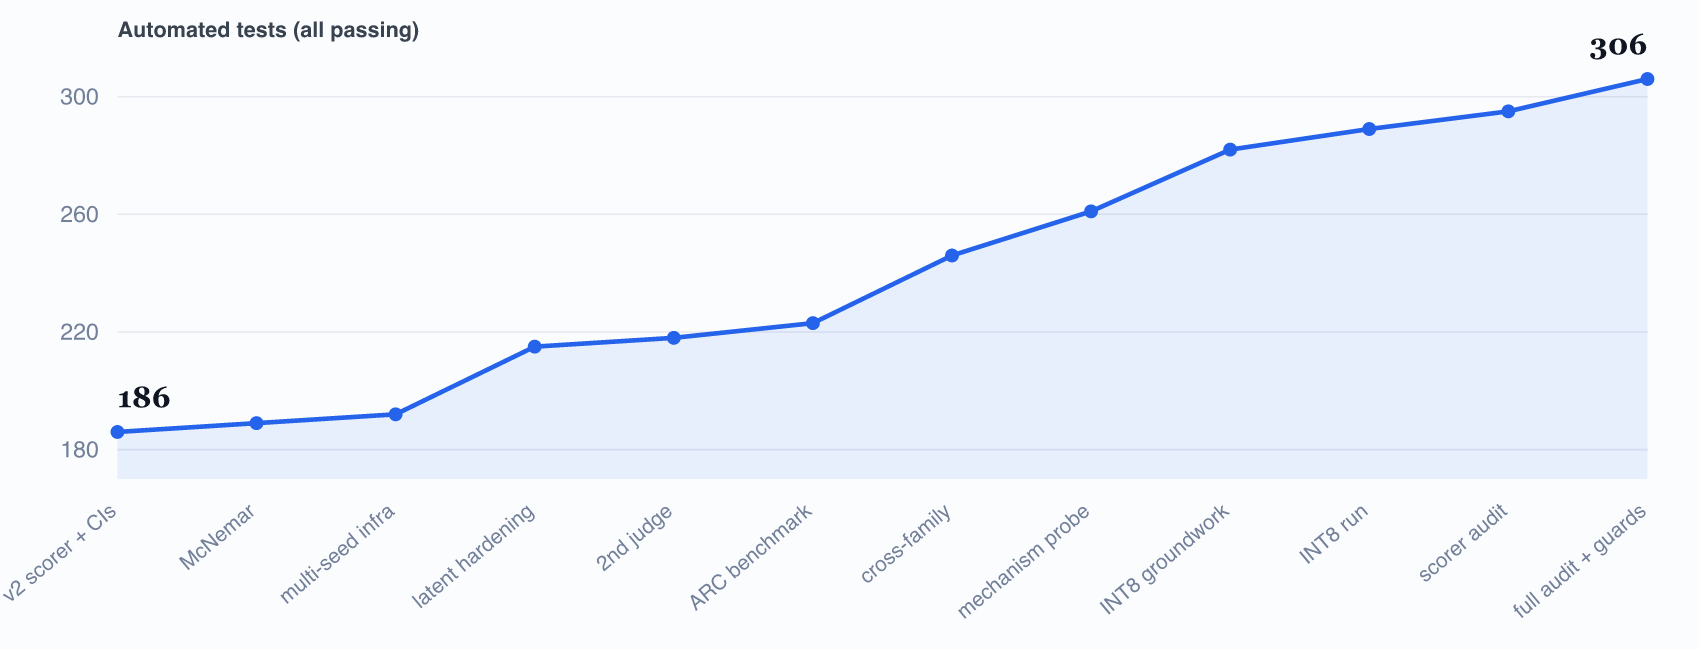 Automated tests (all passing)
306
300
260
220
186
180
v2 scorer + CIs
McNemar
multi-seed infra
latent hardening
2nd judge
ARC benchmark
cross-family
mechanism probe
INT8 groundwork
INT8 run
scorer audit
full audit + guards